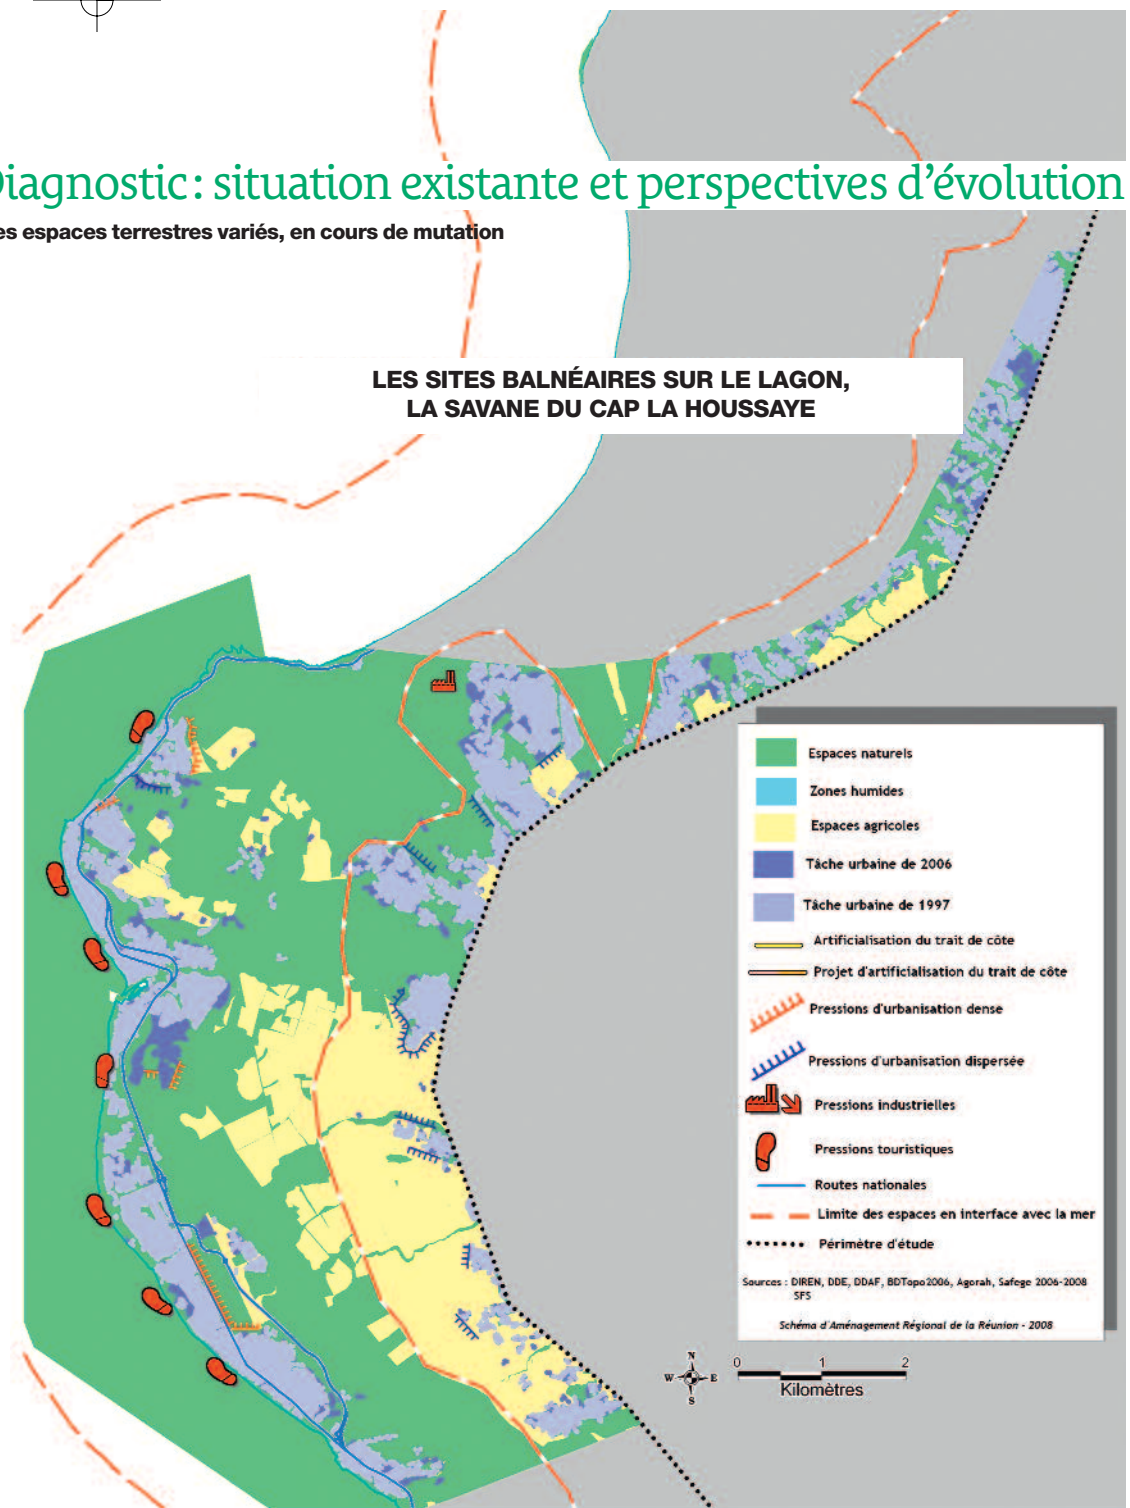 Diagnostic : situation existante et perspectives d'évolution
es espaces terrestres variés, en cours de mutation
LES SITES BALNÉAIRES SUR LE LAGON,
LA SAVANE DU CAP LA HOUSSAYE
Espaces naturels
Zones humides
Espaces agricoles
Tâche urbaine de 2006
Tâche urbaine de 1997
Artificialisation du trait de côte
Projet d'artificialisation du trait de côte
Pressions d'urbanisation dense
Pressions d'urbanisation dispersée
Pressions industrielles
Pressions touristiques
Routes nationales
Limite des espaces en interface avec la mer
Périmètre d'étude
Sources : DIREN, DDE, DDAF, BDTopo2006, Agorah, Safege 2006-2008
SFS
Schéma d'Aménagement Régional de la Réunion - 2008
N
W E
S
0 1 2
Kilomètres